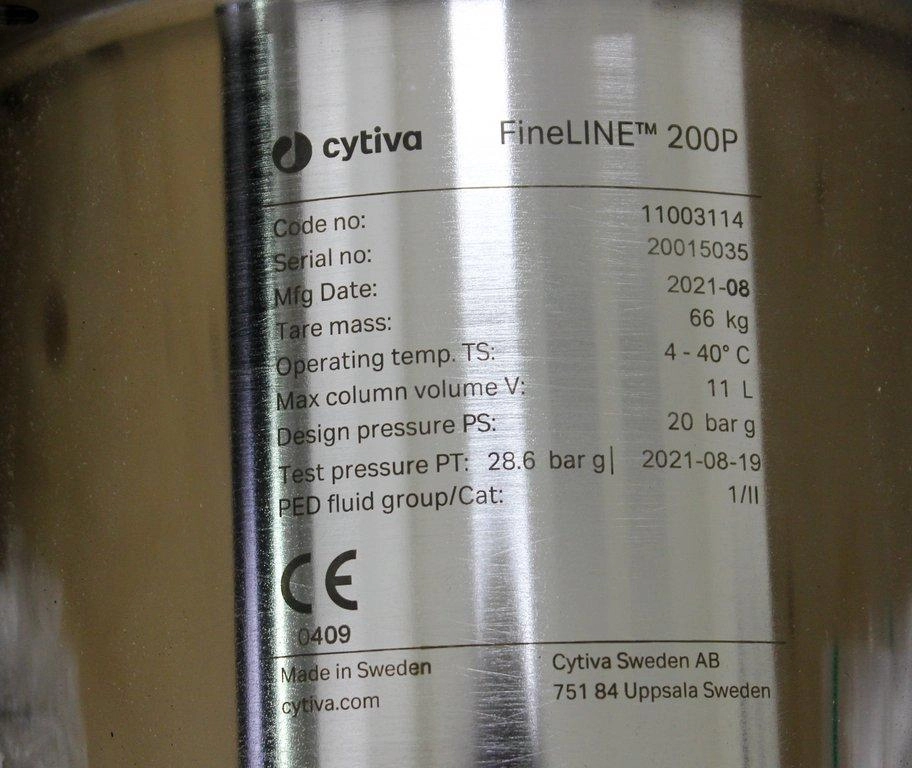 cytiva FineLINE™ 200P
Code no: 11003114
Serial no: 20015035
Mfg Date: 2021-08
Tare mass: 66 kg
Operating temp. TS: 4 - 40° C
Max column volume V: 11 L
Design pressure PS: 20 bar g
Test pressure PT: 28.6 bar g| 2021-08-19
PED fluid group/Cat: 1/II
CE
0409
Made in Sweden Cytiva Sweden AB
cytiva.com 751 84 Uppsala Sweden